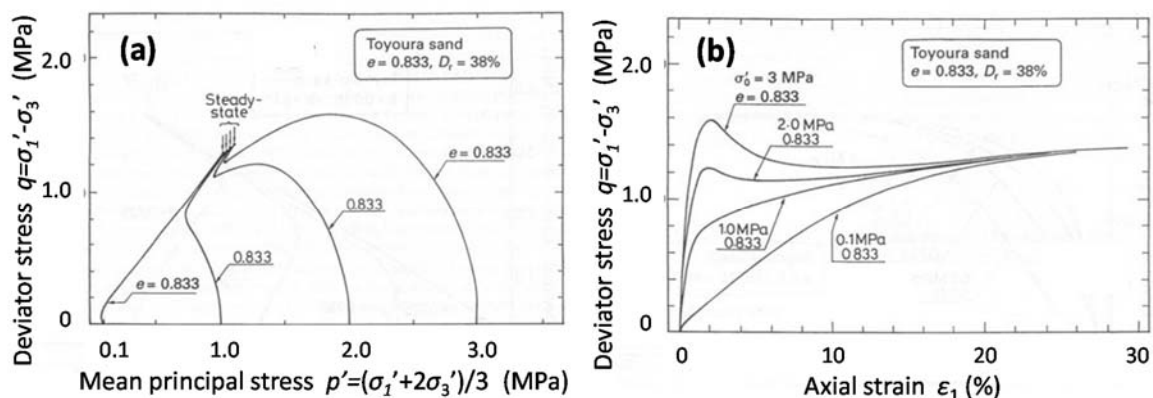 (a)
Toyoura sand
e = 0.833, D_r = 38%
Steady-
state
e = 0.833
0.833
0.833
e = 0.833
2.0
1.0
0
0.1
1.0
2.0
3.0
Deviator stress q=σ₁'-σ₃' (MPa)
Mean principal stress p'=(σ₁'+2σ₃')/3 (MPa)
(b)
Toyoura sand
e = 0.833, D_r = 38%
σ₀' = 3 MPa
e = 0.833
2·0 MPa
0.833
1.0 MPa
0.833
0.1 MPa
0.833
2.0
1.0
0
0
10
20
30
Deviator stress q=σ₁'-σ₃' (MPa)
Axial strain ε₁ (%)